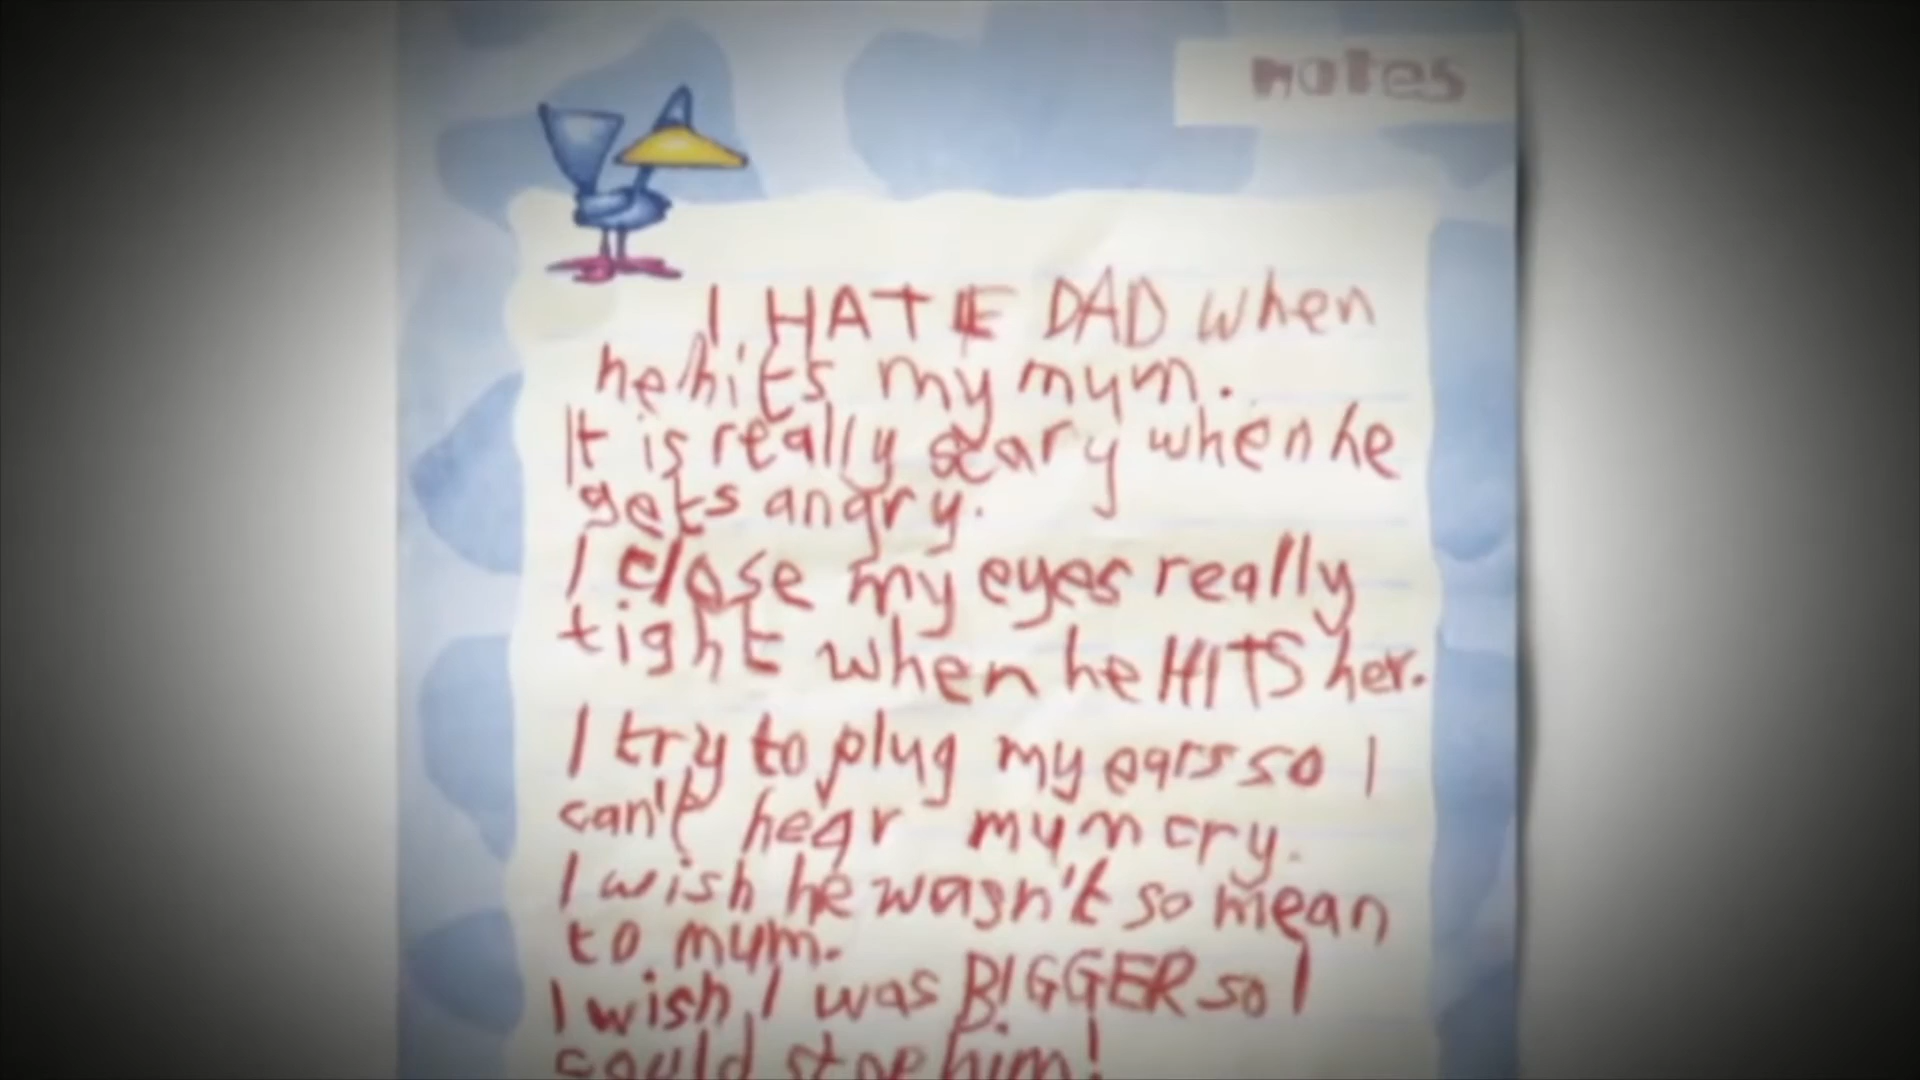 notes
I HATE DAD when
he hits my mum.
It is really scary when he
gets angry.
I close my eyes really
tight when he HITS her.
I try to plug my ears so I
can't hear mum cry.
I wish he wasn't so mean
to mum.
I wish I was BIGGER so I
could stop him!